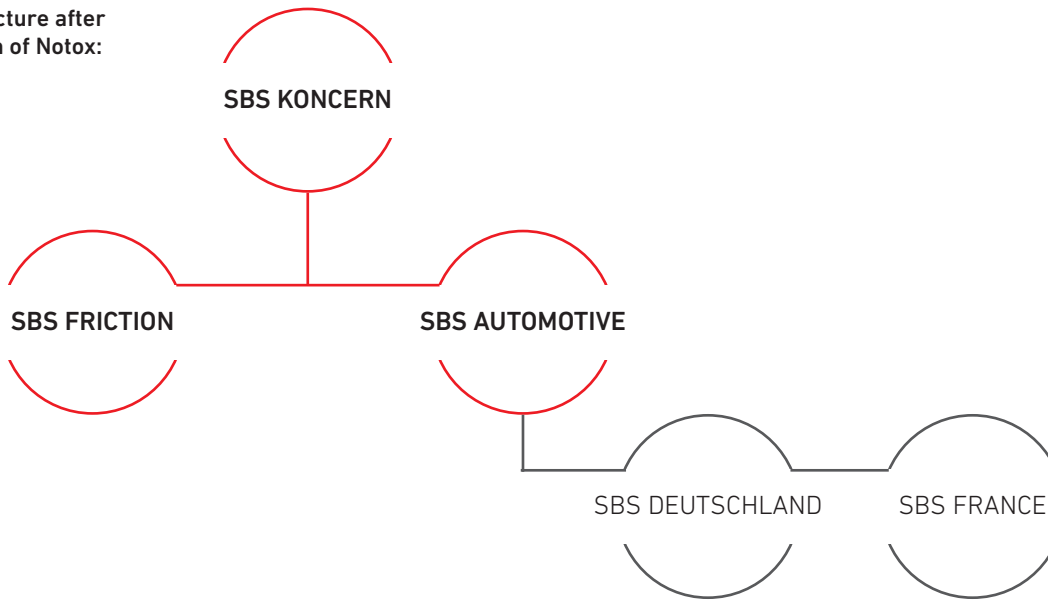 cture after
of Notox:
SBS KONCERN
SBS FRICTION
SBS AUTOMOTIVE
SBS DEUTSCHLAND
SBS FRANCE